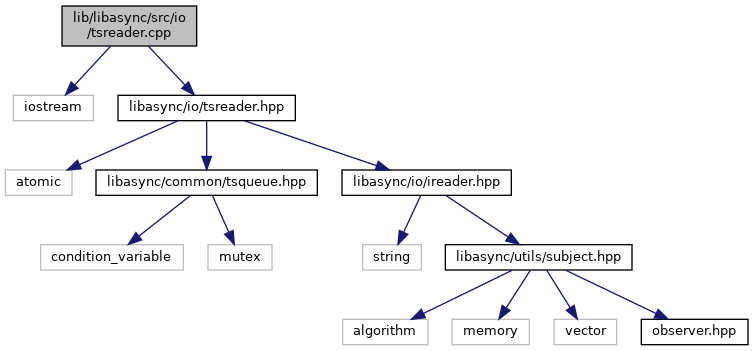 lib/libasync/src/io
/tsreader.cpp
iostream
libasync/io/tsreader.hpp
atomic
libasync/common/tsqueue.hpp
libasync/io/ireader.hpp
condition_variable
mutex
string
libasync/utils/subject.hpp
algorithm
memory
vector
observer.hpp